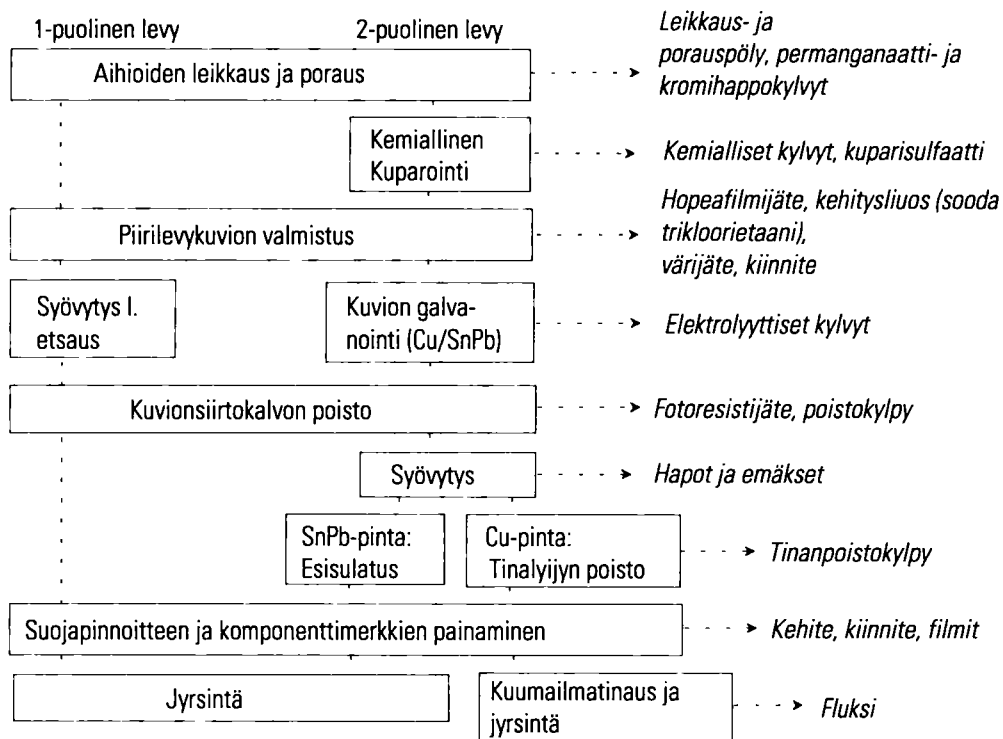 1-puolinen levy
2-puolinen levy
Aihioiden leikkaus ja poraus
Leikkaus- ja
porauspöly, permanganaatti- ja
kromihappokylvyt
Kemiallinen
Kuparointi
Kemialliset kylvyt, kuparisulfaatti
Piirilevykuvion valmistus
Hopeafilmijäte, kehitysliuos (sooda
trikloorietaani),
värijäte, kiinnite
Syövytys l.
etsaus
Kuvion galva-
nointi (Cu/SnPb)
Elektrolyyttiset kylvyt
Kuvionsiirtokalvon poisto
Fotoresistijäte, poistokylpy
Syövytys
Hapot ja emäkset
SnPb-pinta:
Esisulatus
Cu-pinta:
Tinalyijyn poisto
Tinanpoistokylpy
Suojapinnoitteen ja komponenttimerkkien painaminen
Kehite, kiinnite, filmit
Jyrsintä
Kuumailmatinaus ja
jyrsintä
Fluksi